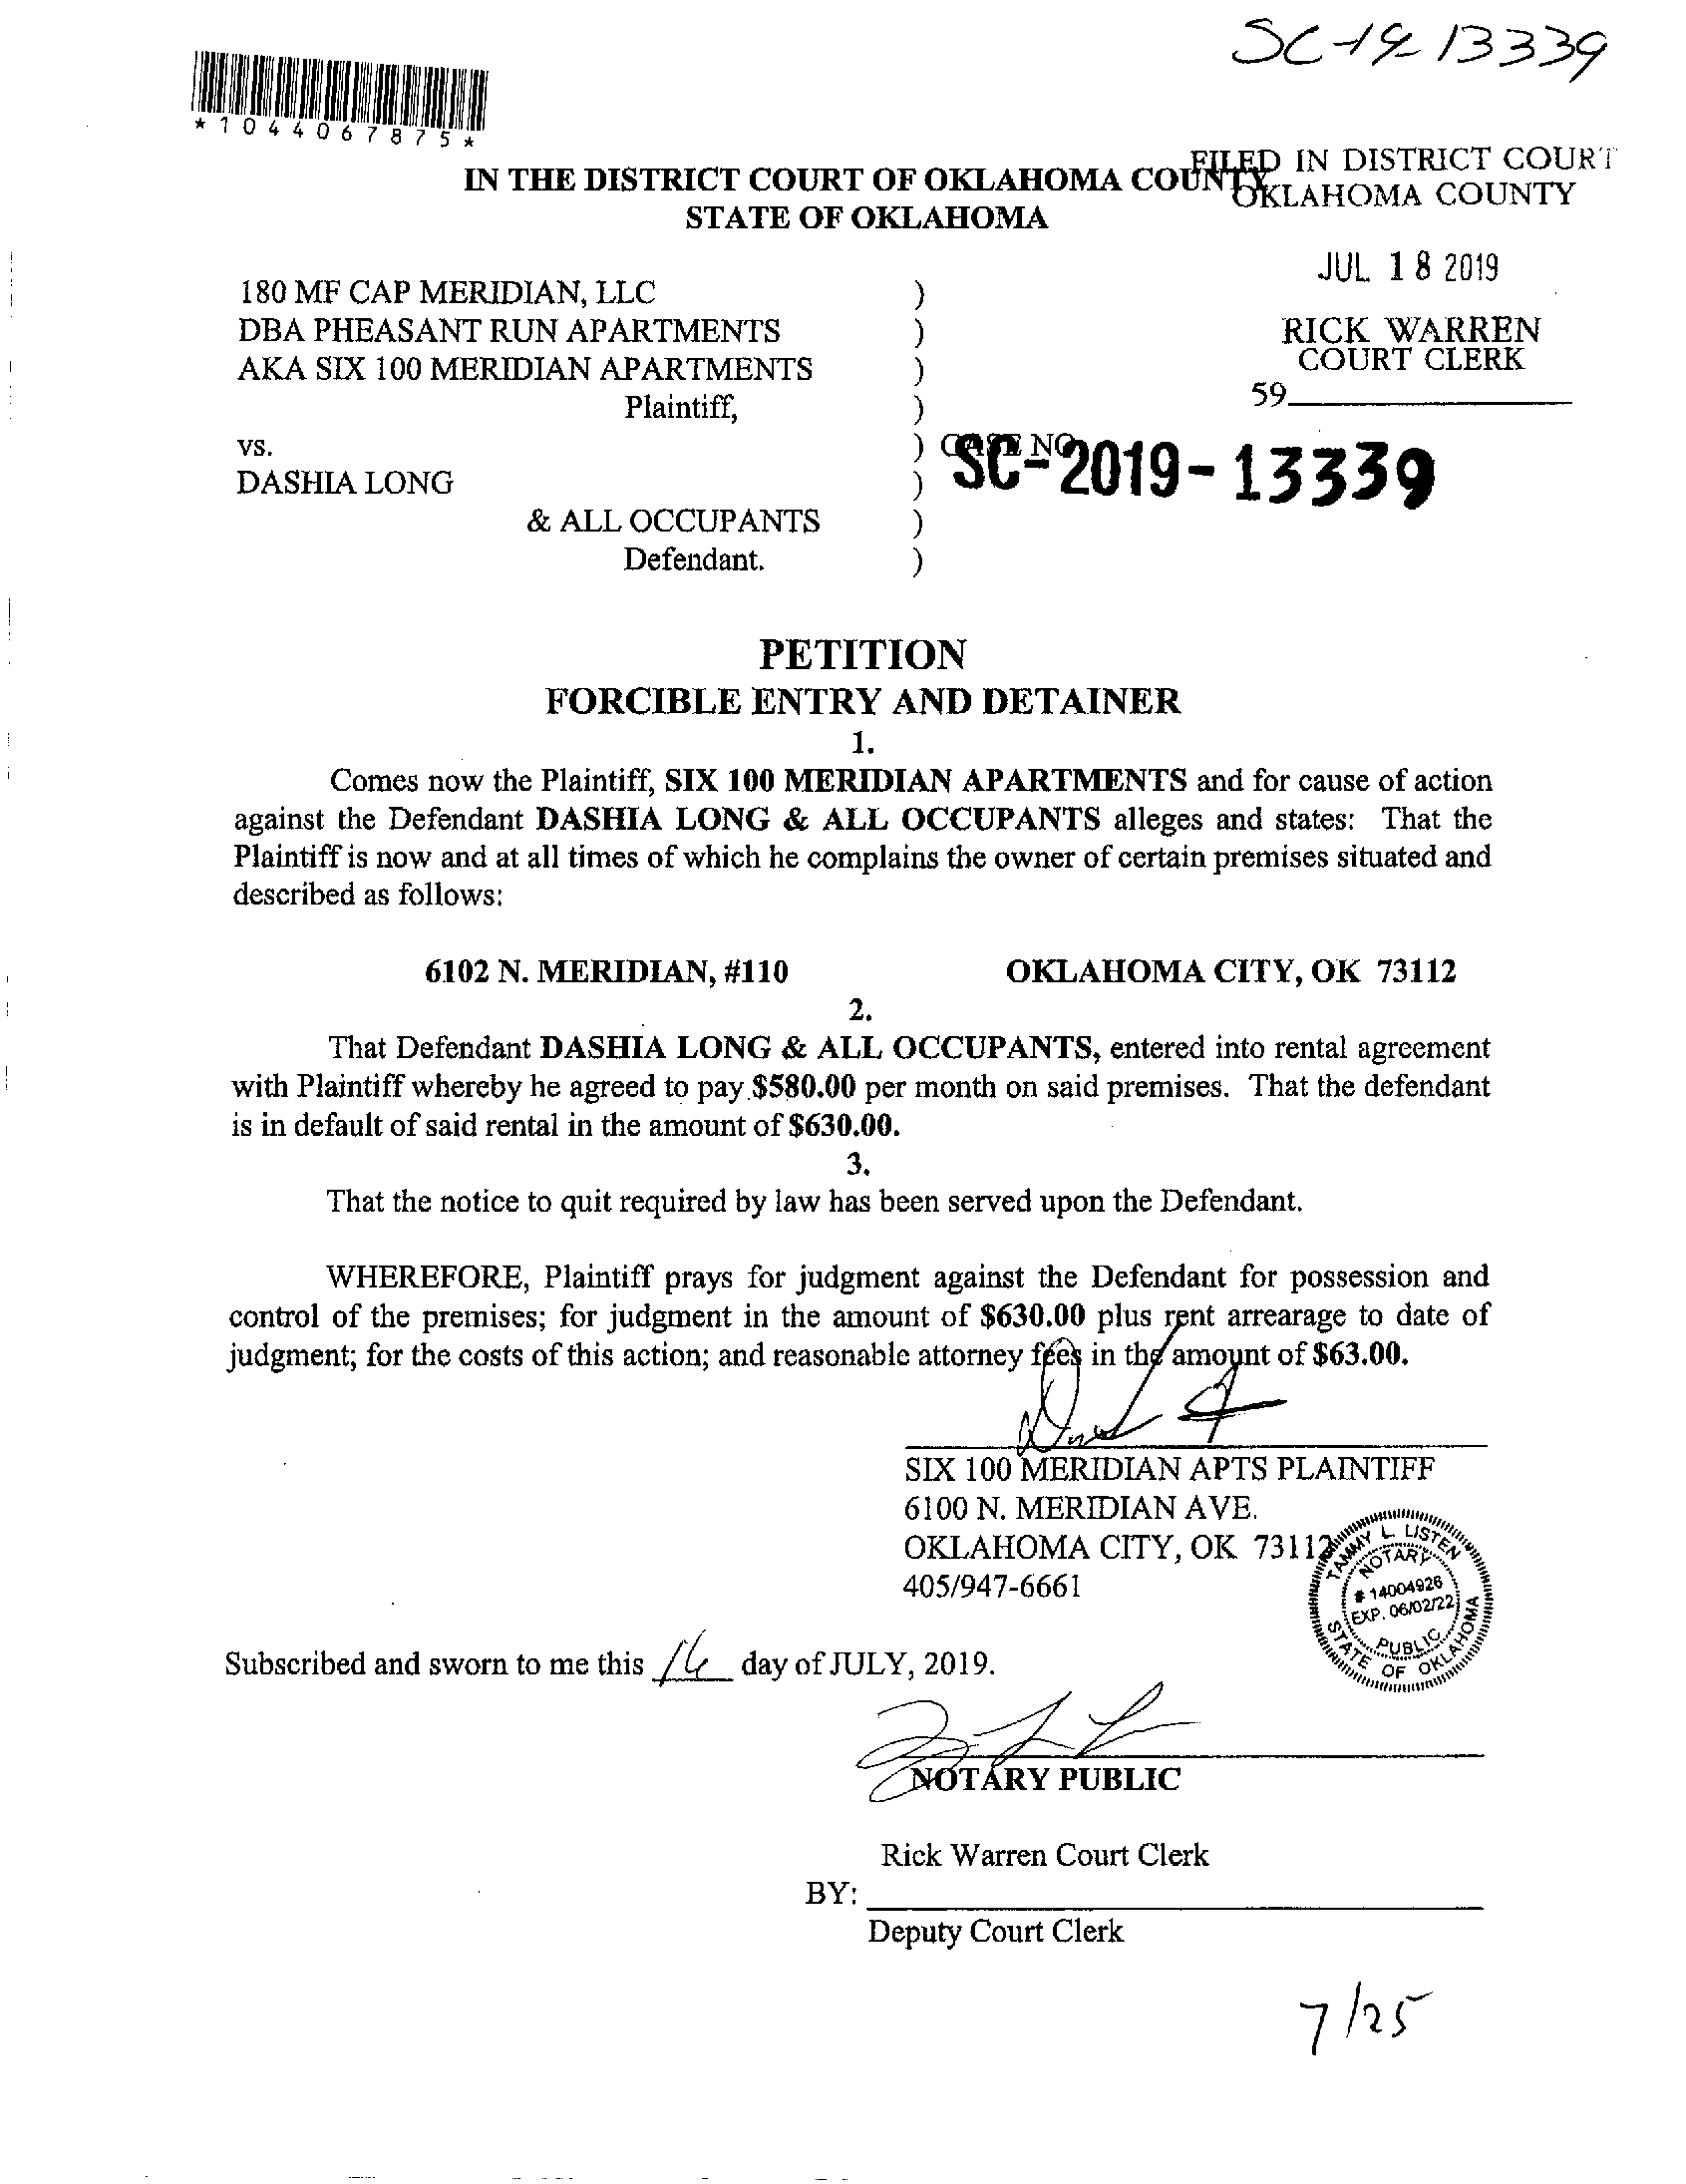 SC-19-13339
*1044067875*
IN THE DISTRICT COURT OF OKLAHOMA COUNTY
STATE OF OKLAHOMA
FILED IN DISTRICT COURT
OKLAHOMA COUNTY
JUL 18 2019
RICK WARREN
COURT CLERK
59
180 MF CAP MERIDIAN, LLC )
DBA PHEASANT RUN APARTMENTS )
AKA SIX 100 MERIDIAN APARTMENTS )
Plaintiff, )
vs. ) CASE NO.
SC-2019-13339
DASHIA LONG )
& ALL OCCUPANTS )
Defendant. )
PETITION
FORCIBLE ENTRY AND DETAINER
1.
Comes now the Plaintiff, SIX 100 MERIDIAN APARTMENTS and for cause of action
against the Defendant DASHIA LONG & ALL OCCUPANTS alleges and states: That the
Plaintiff is now and at all times of which he complains the owner of certain premises situated and
described as follows:
6102 N. MERIDIAN, #110 OKLAHOMA CITY, OK 73112
2.
That Defendant DASHIA LONG & ALL OCCUPANTS, entered into rental agreement
with Plaintiff whereby he agreed to pay $580.00 per month on said premises. That the defendant
is in default of said rental in the amount of $630.00.
3.
That the notice to quit required by law has been served upon the Defendant.
WHEREFORE, Plaintiff prays for judgment against the Defendant for possession and
control of the premises; for judgment in the amount of $630.00 plus rent arrearage to date of
judgment; for the costs of this action; and reasonable attorney fees in the amount of $63.00.
SIX 100 MERIDIAN APTS PLAINTIFF
6100 N. MERIDIAN AVE.
OKLAHOMA CITY, OK 73112
405/947-6661
TAMMY L. LISTEN
NOTARY
# 14004926
EXP. 06/02/22
PUBLIC
STATE OF OKLAHOMA
Subscribed and sworn to me this day of JULY, 2019.
NOTARY PUBLIC
Rick Warren Court Clerk
BY:
Deputy Court Clerk
7/25